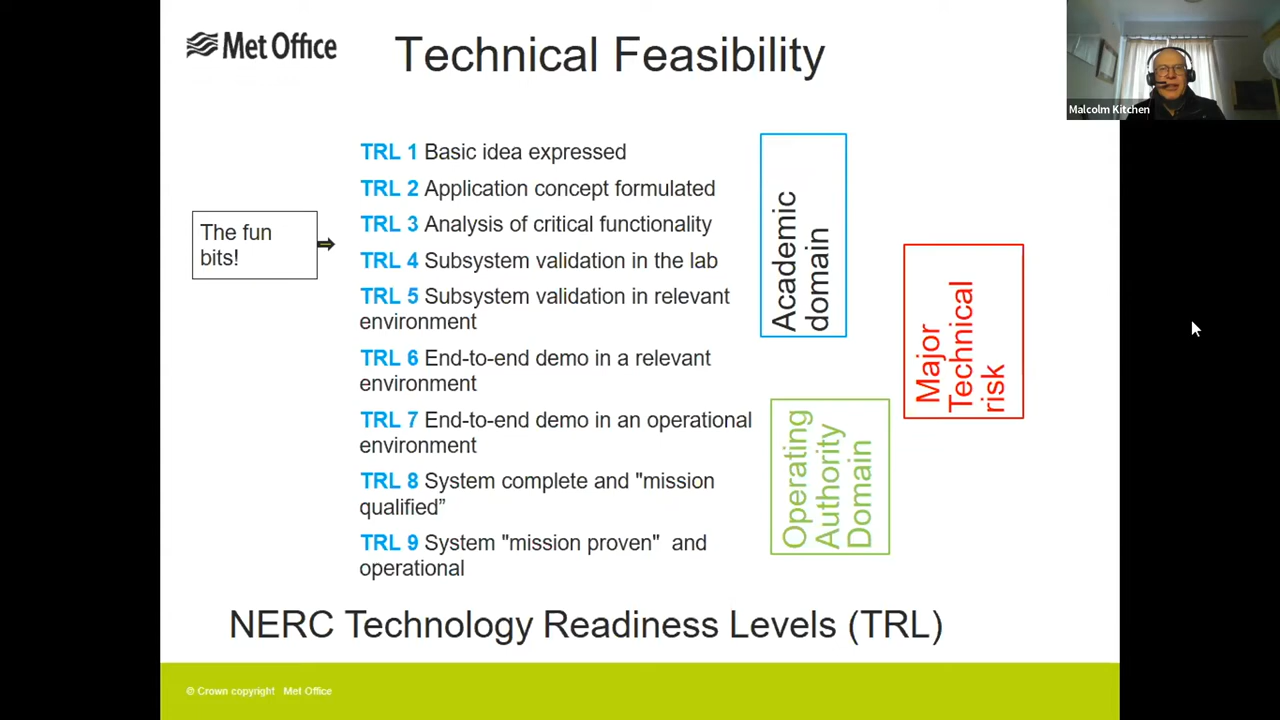 Met Office
Technical Feasibility
Malcolm Kitchen
TRL 1 Basic idea expressed
TRL 2 Application concept formulated
TRL 3 Analysis of critical functionality
TRL 4 Subsystem validation in the lab
TRL 5 Subsystem validation in relevant
environment
TRL 6 End-to-end demo in a relevant
environment
TRL 7 End-to-end demo in an operational
environment
TRL 8 System complete and "mission
qualified”
TRL 9 System "mission proven" and
operational
The fun
bits!
Academic
domain
Major
Technical
risk
Operating
Authority
Domain
NERC Technology Readiness Levels (TRL)
© Crown copyright Met Office